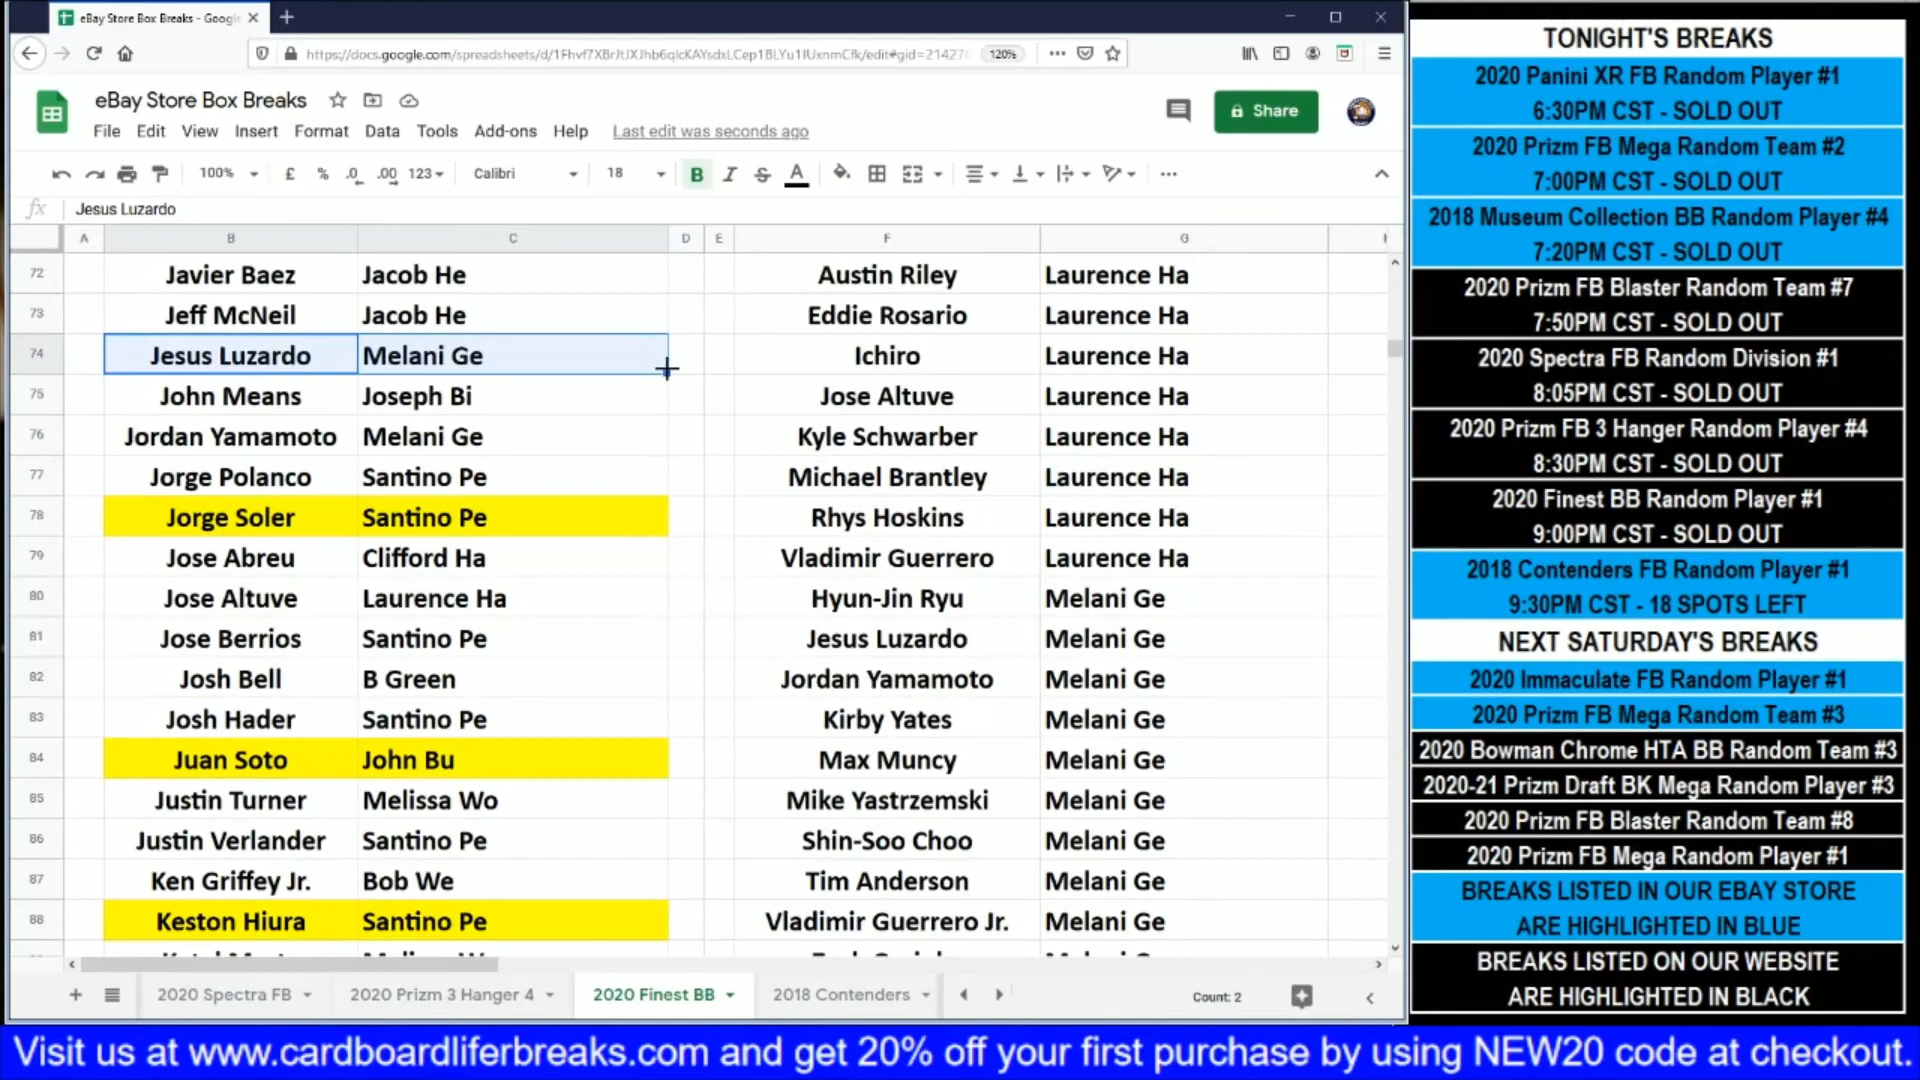 eBay Store Box Breaks - Google
120%
eBay Store Box Breaks
Share
File Edit View Insert Format Data Tools Add-ons Help Last edit was seconds ago
100% £ % .0 .00 123 Calibri 18 B I S A
fx Jesus Luzardo
A B C D E F G
72 Javier Baez Jacob He Austin Riley Laurence Ha
73 Jeff McNeil Jacob He Eddie Rosario Laurence Ha
74 Jesus Luzardo Melani Ge Ichiro Laurence Ha
75 John Means Joseph Bi Jose Altuve Laurence Ha
76 Jordan Yamamoto Melani Ge Kyle Schwarber Laurence Ha
77 Jorge Polanco Santino Pe Michael Brantley Laurence Ha
78 Jorge Soler Santino Pe Rhys Hoskins Laurence Ha
79 Jose Abreu Clifford Ha Vladimir Guerrero Laurence Ha
80 Jose Altuve Laurence Ha Hyun-Jin Ryu Melani Ge
81 Jose Berrios Santino Pe Jesus Luzardo Melani Ge
82 Josh Bell B Green Jordan Yamamoto Melani Ge
83 Josh Hader Santino Pe Kirby Yates Melani Ge
84 Juan Soto John Bu Max Muncy Melani Ge
85 Justin Turner Melissa Wo Mike Yastrzemski Melani Ge
86 Justin Verlander Santino Pe Shin-Soo Choo Melani Ge
87 Ken Griffey Jr. Bob We Tim Anderson Melani Ge
88 Keston Hiura Santino Pe Vladimir Guerrero Jr. Melani Ge
2020 Spectra FB 2020 Prizm 3 Hanger 4 2020 Finest BB 2018 Contenders Count: 2
TONIGHT'S BREAKS
2020 Panini XR FB Random Player #1
6:30PM CST - SOLD OUT
2020 Prizm FB Mega Random Team #2
7:00PM CST - SOLD OUT
2018 Museum Collection BB Random Player #4
7:20PM CST - SOLD OUT
2020 Prizm FB Blaster Random Team #7
7:50PM CST - SOLD OUT
2020 Spectra FB Random Division #1
8:05PM CST - SOLD OUT
2020 Prizm FB 3 Hanger Random Player #4
8:30PM CST - SOLD OUT
2020 Finest BB Random Player #1
9:00PM CST - SOLD OUT
2018 Contenders FB Random Player #1
9:30PM CST - 18 SPOTS LEFT
NEXT SATURDAY'S BREAKS
2020 Immaculate FB Random Player #1
2020 Prizm FB Mega Random Team #3
2020 Bowman Chrome HTA BB Random Team #3
2020-21 Prizm Draft BK Mega Random Player #3
2020 Prizm FB Blaster Random Team #8
2020 Prizm FB Mega Random Player #1
BREAKS LISTED IN OUR EBAY STORE
ARE HIGHLIGHTED IN BLUE
BREAKS LISTED ON OUR WEBSITE
ARE HIGHLIGHTED IN BLACK
Visit us at www.cardboardliferbreaks.com and get 20% off your first purchase by using NEW20 code at checkout.